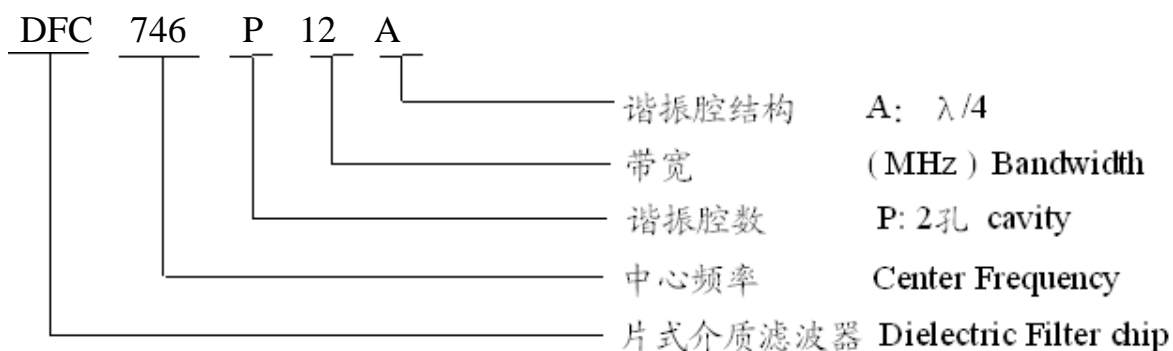 DFC 746 P 12 A
谐振腔结构 A: λ/4
带宽 (MHz) Bandwidth
谐振腔数 P: 2孔 cavity
中心频率 Center Frequency
片式介质滤波器 Dielectric Filter chip